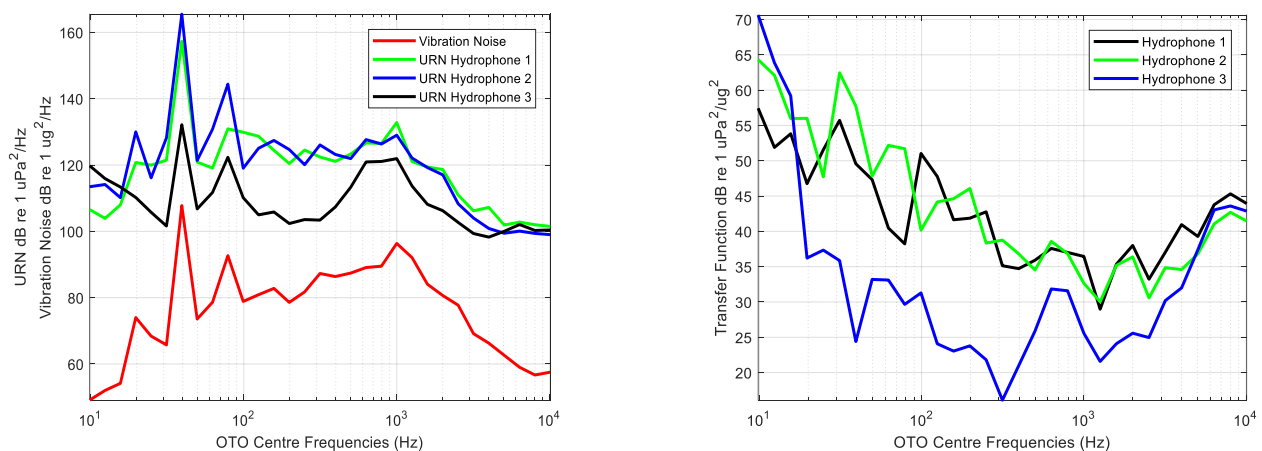 URN dB re 1 uPa²/Hz
Vibration Noise dB re 1 ug²/Hz
160
140
120
100
80
60
10¹ 10² 10³ 10⁴
OTO Centre Frequencies (Hz)
Vibration Noise
URN Hydrophone 1
URN Hydrophone 2
URN Hydrophone 3
Transfer Function dB re 1 uPa²/ug²
70
65
60
55
50
45
40
35
30
25
20
10¹ 10² 10³ 10⁴
OTO Centre Frequencies (Hz)
Hydrophone 1
Hydrophone 2
Hydrophone 3